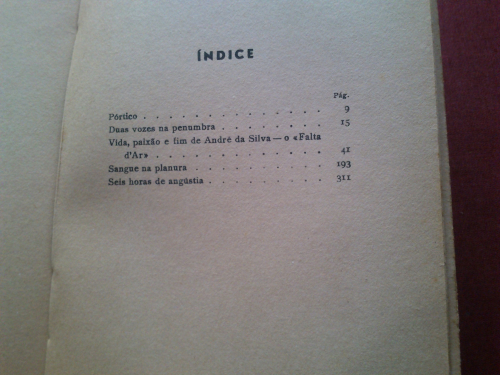 ÍNDICE
Pág.
Pórtico . . . . . . . . . . . . . . 9
Duas vozes na penumbra . . . . . . . . 15
Vida, paixão e fim de André da Silva — o «Falta
d'Ar» . . . . . . . . . . . . . 41
Sangue na planura . . . . . . . . . . 193
Seis horas de angústia . . . . . . . . . 311